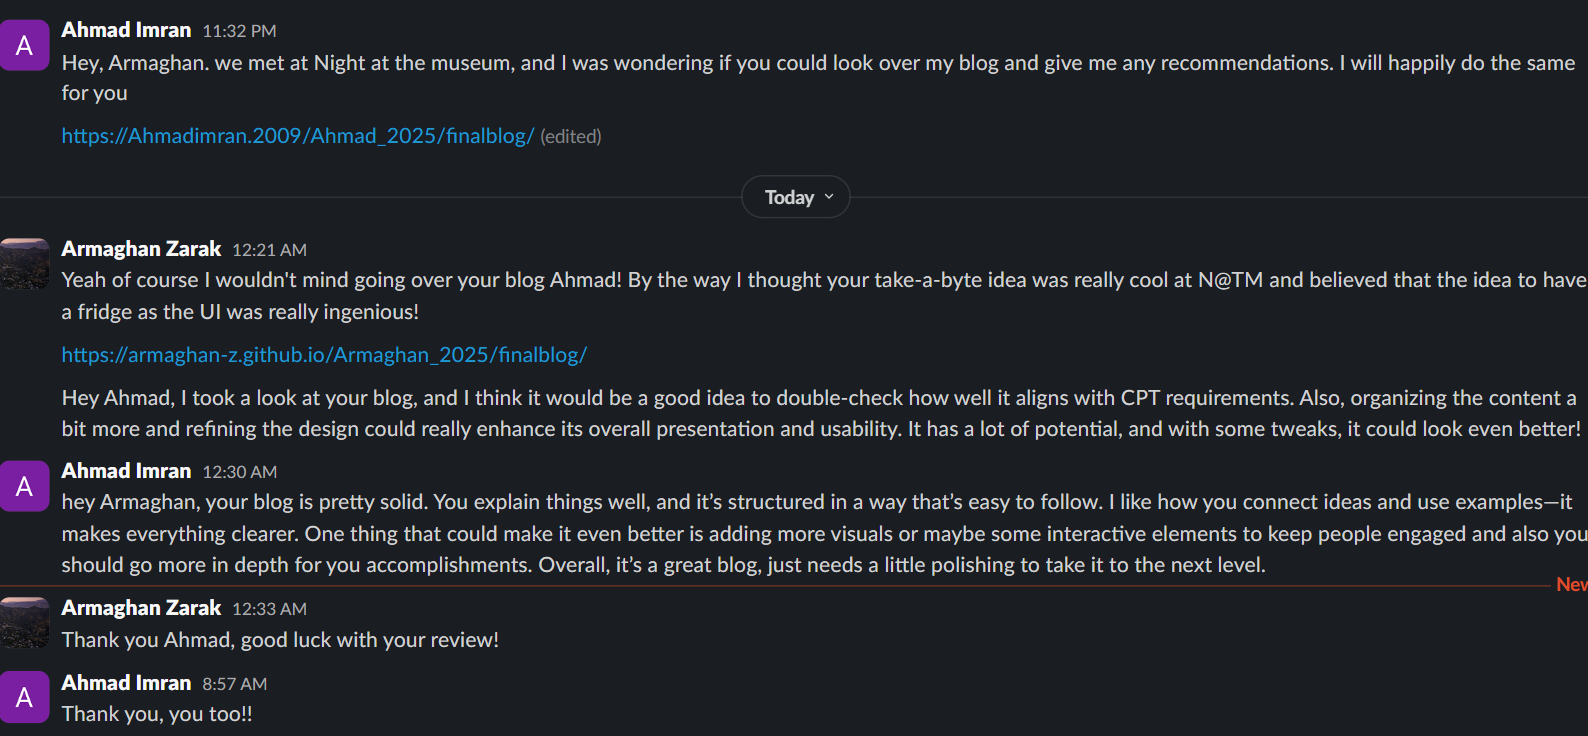 A
Ahmad Imran 11:32 PM
Hey, Armaghan. we met at Night at the museum, and I was wondering if you could look over my blog and give me any recommendations. I will happily do the same
for you
https://Ahmadimran.2009/Ahmad_2025/finalblog/ (edited)
Today
Armaghan Zarak 12:21 AM
Yeah of course I wouldn't mind going over your blog Ahmad! By the way I thought your take-a-byte idea was really cool at N@TM and believed that the idea to have
a fridge as the UI was really ingenious!
https://armaghan-z.github.io/Armaghan_2025/finalblog/
Hey Ahmad, I took a look at your blog, and I think it would be a good idea to double-check how well it aligns with CPT requirements. Also, organizing the content a
bit more and refining the design could really enhance its overall presentation and usability. It has a lot of potential, and with some tweaks, it could look even better!
A
Ahmad Imran 12:30 AM
hey Armaghan, your blog is pretty solid. You explain things well, and it’s structured in a way that’s easy to follow. I like how you connect ideas and use examples—it
makes everything clearer. One thing that could make it even better is adding more visuals or maybe some interactive elements to keep people engaged and also you
should go more in depth for you accomplishments. Overall, it’s a great blog, just needs a little polishing to take it to the next level.
New
Armaghan Zarak 12:33 AM
Thank you Ahmad, good luck with your review!
A
Ahmad Imran 8:57 AM
Thank you, you too!!